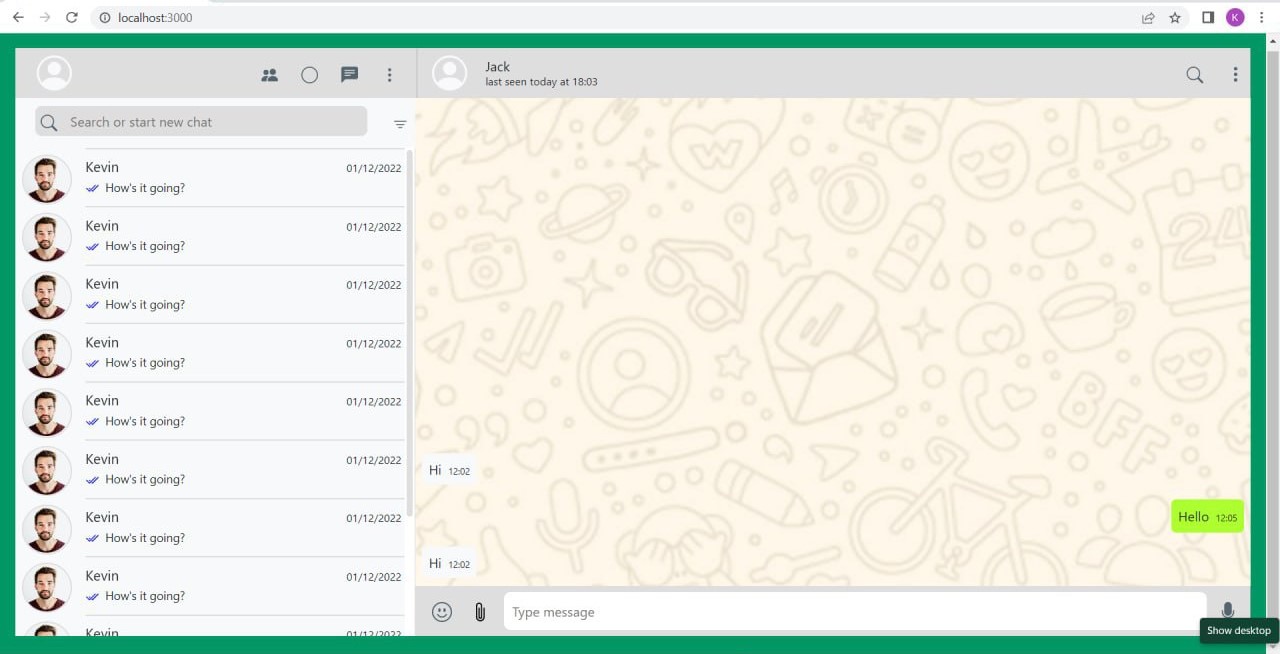 localhost:3000
K
Jack
last seen today at 18:03
Search or start new chat
Kevin 01/12/2022
How's it going?
Kevin 01/12/2022
How's it going?
Kevin 01/12/2022
How's it going?
Kevin 01/12/2022
How's it going?
Kevin 01/12/2022
How's it going?
Kevin 01/12/2022
How's it going?
Kevin 01/12/2022
How's it going?
Kevin 01/12/2022
How's it going?
Kevin 01/12/2022
W
24
BFF
Hi 12:02
Hello 12:05
Hi 12:02
Type message
Show desktop